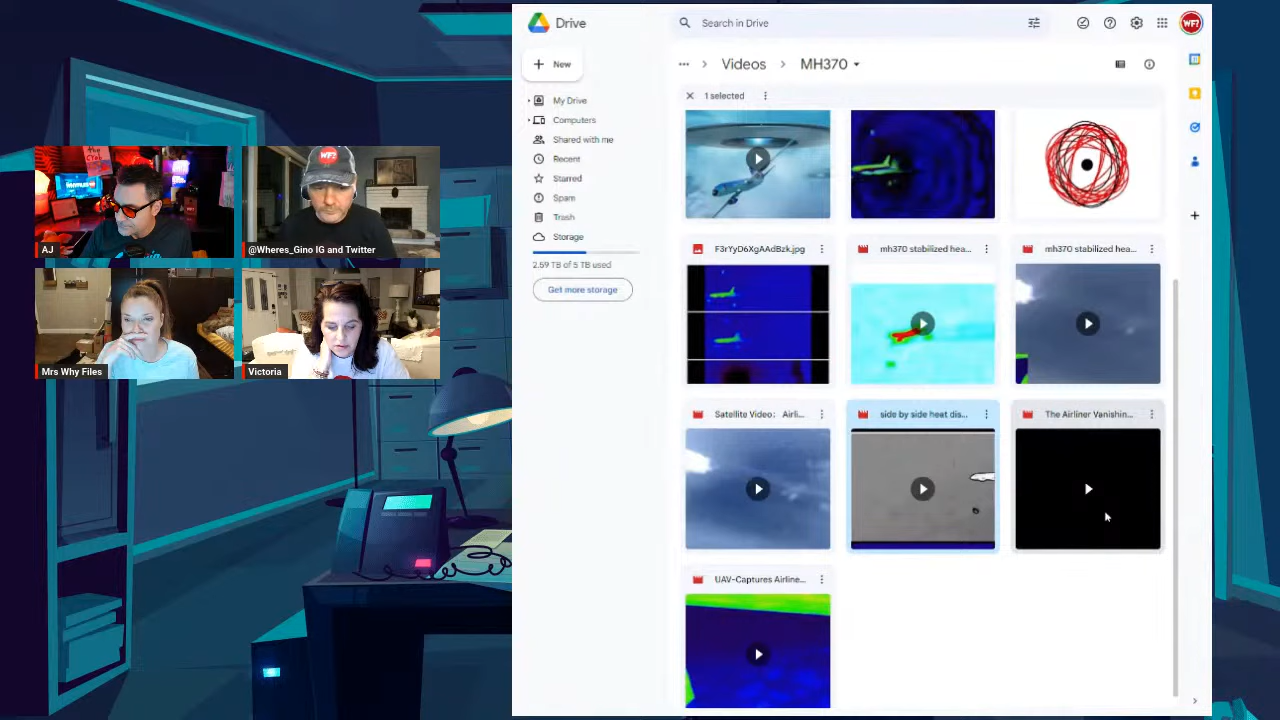 Drive
Search in Drive
WF?
New
Videos
MH370
1 selected
My Drive
Computers
Shared with me
Recent
Starred
Spam
Trash
Storage
2.59 TB of 5 TB used
Get more storage
F3rYyD6XgAAdBzk.jpg
mh370 stabilized hea...
mh370 stabilized hea...
Satellite Video: Airli...
side by side heat dis...
The Airliner Vanishin...
UAV-Captures Airline...
AJ
WF?
@Wheres_Gino IG and Twitter
Mrs Why Files
Victoria